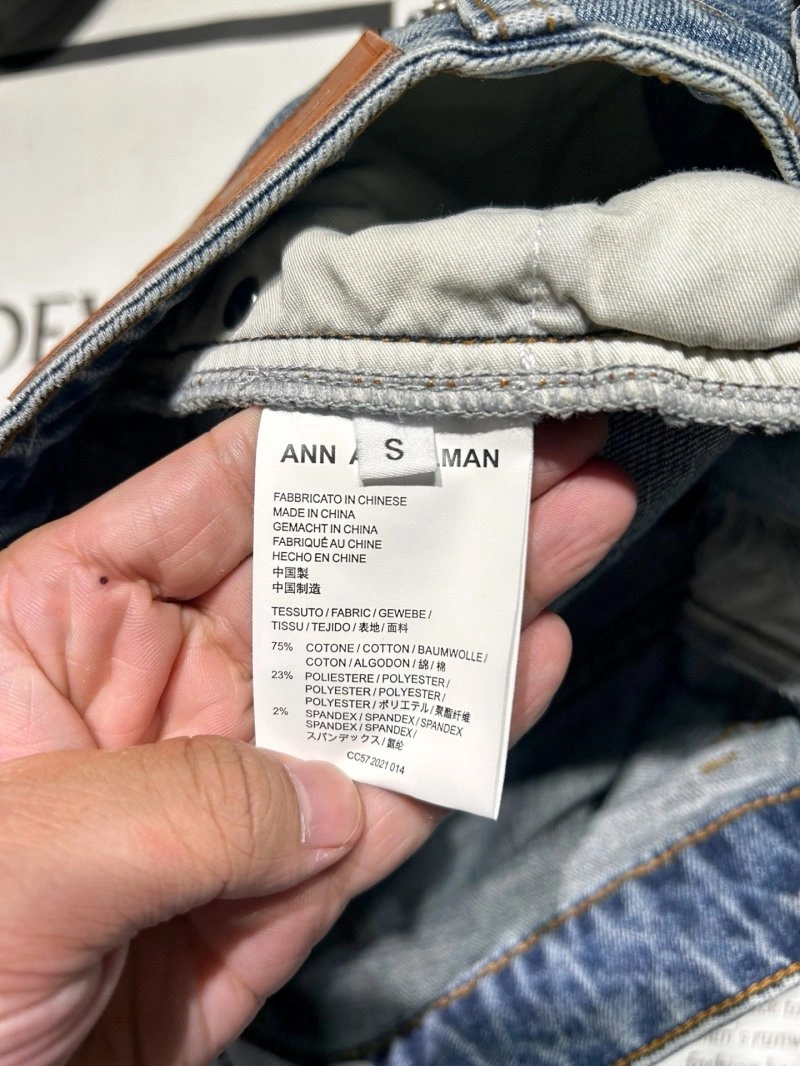 S
ANN A MAN
FABBRICATO IN CHINESE
MADE IN CHINA
GEMACHT IN CHINA
FABRIQUÉ AU CHINE
HECHO EN CHINE
中国製
中国制造
TESSUTO / FABRIC / GEWEBE /
TISSU / TEJIDO / 表地 / 面料
75% COTONE / COTTON / BAUMWOLLE /
COTON / ALGODON / 綿 / 棉
23% POLIESTERE / POLYESTER /
POLYESTER / POLYESTER /
POLYESTER / ポリエテル / 聚酯纤维
2% SPANDEX / SPANDEX / SPANDEX
SPANDEX / SPANDEX /
スパンデックス / 氨纶
CC57 2021 014